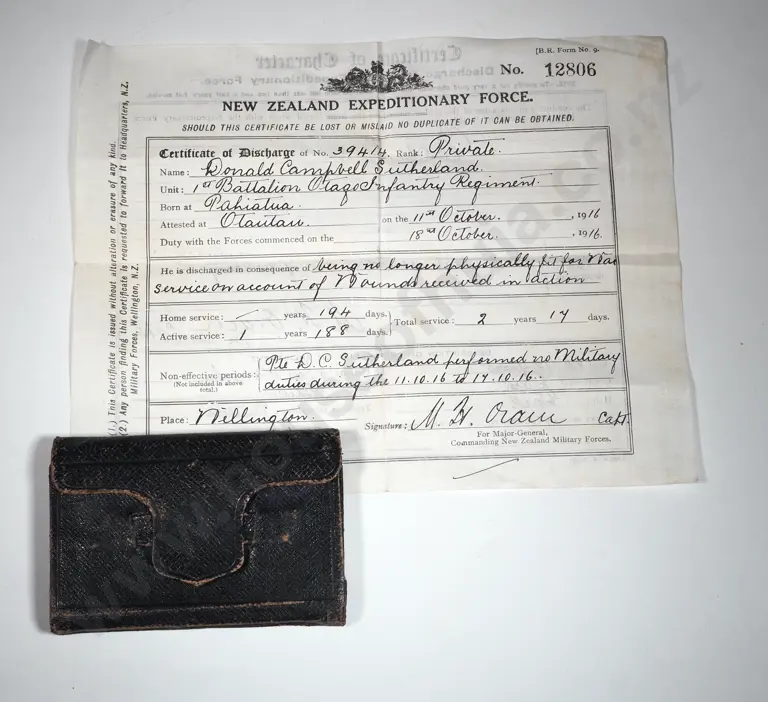 [B.R. Form No. 9.
No. 12806
NEW ZEALAND EXPEDITIONARY FORCE.
SHOULD THIS CERTIFICATE BE LOST OR MISLAID NO DUPLICATE OF IT CAN BE OBTAINED.
Certificate of Discharge of No. 39414. Rank: Private.
Name: Donald Campbell Sutherland.
Unit: 1st Battalion Otago Infantry Regiment.
Born at Pahiatua.
Attested at Otautau. on the 11th October. , 1916
Duty with the Forces commenced on the 18th October. , 1916.
He is discharged in consequence of being no longer physically fit for War
service on account of Wounds received in action
Home service: — years 194 days.
Active service: 1 years 188 days.
Total service: 2 years 17 days.
Non-effective periods: Pte D. C. Sutherland performed no Military
(Not included in above total.) duties during the 11.10.16 to 17.10.16..
Place: Wellington.
Signature: M. H. Oram Capt.
For Major-General,
Commanding New Zealand Military Forces.
(1.) This Certificate is issued without alteration or erasure of any kind.
(2.) Any person finding this Certificate is requested to forward it to Headquarters, N.Z.
Military Forces, Wellington, N.Z.
Certificate of Character